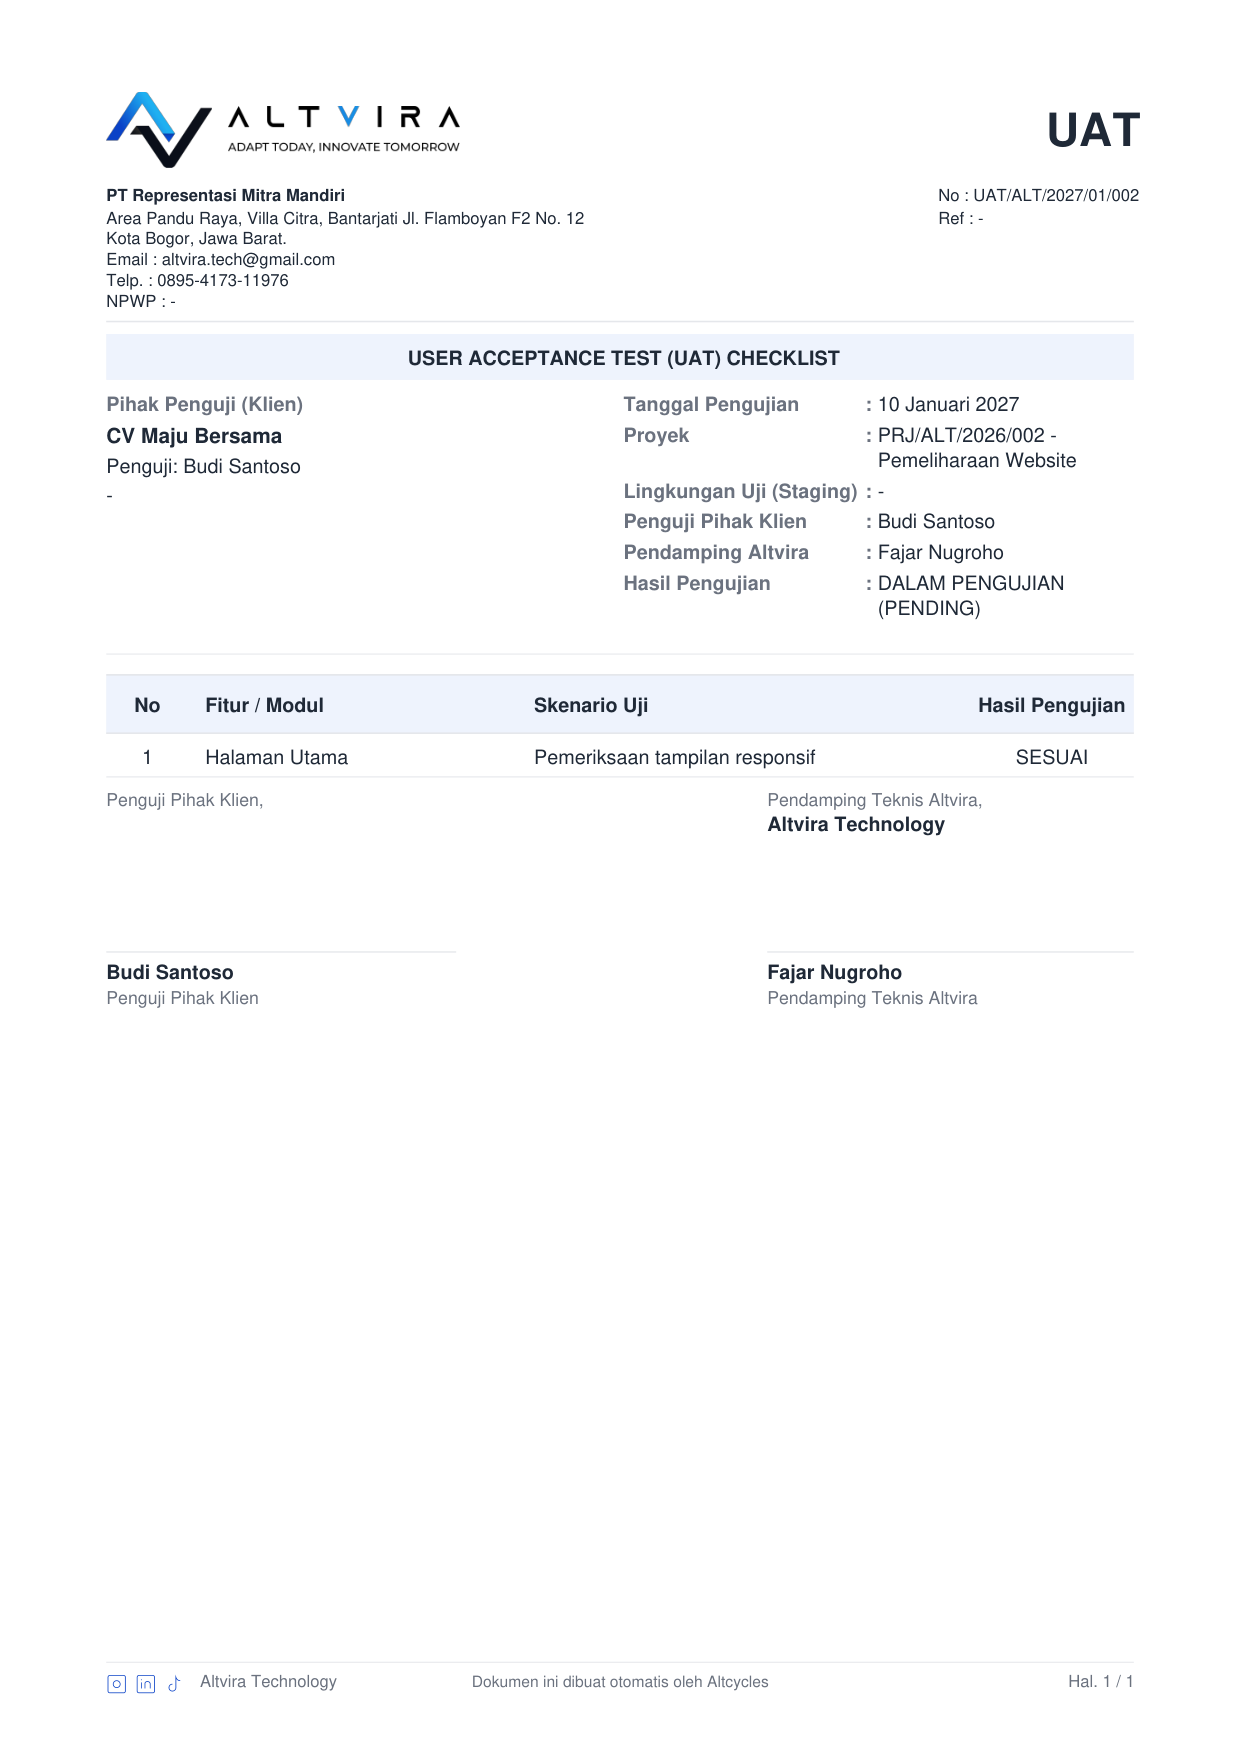 ALTVIRA
ADAPT TODAY, INNOVATE TOMORROW
UAT
PT Representasi Mitra Mandiri
Area Pandu Raya, Villa Citra, Bantarjati Jl. Flamboyan F2 No. 12
Kota Bogor, Jawa Barat.
Email : altvira.tech@gmail.com
Telp. : 0895-4173-11976
NPWP : -
No : UAT/ALT/2027/01/002
Ref : -
USER ACCEPTANCE TEST (UAT) CHECKLIST
Pihak Penguji (Klien)
CV Maju Bersama
Penguji: Budi Santoso
-
Tanggal Pengujian : 10 Januari 2027
Proyek : PRJ/ALT/2026/002 -
Pemeliharaan Website
Lingkungan Uji (Staging) : -
Penguji Pihak Klien : Budi Santoso
Pendamping Altvira : Fajar Nugroho
Hasil Pengujian : DALAM PENGUJIAN
(PENDING)
No Fitur / Modul Skenario Uji Hasil Pengujian
1 Halaman Utama Pemeriksaan tampilan responsif SESUAI
Penguji Pihak Klien,
Pendamping Teknis Altvira,
Altvira Technology
Budi Santoso
Penguji Pihak Klien
Fajar Nugroho
Pendamping Teknis Altvira
in Altvira Technology Dokumen ini dibuat otomatis oleh Altcycles Hal. 1 / 1